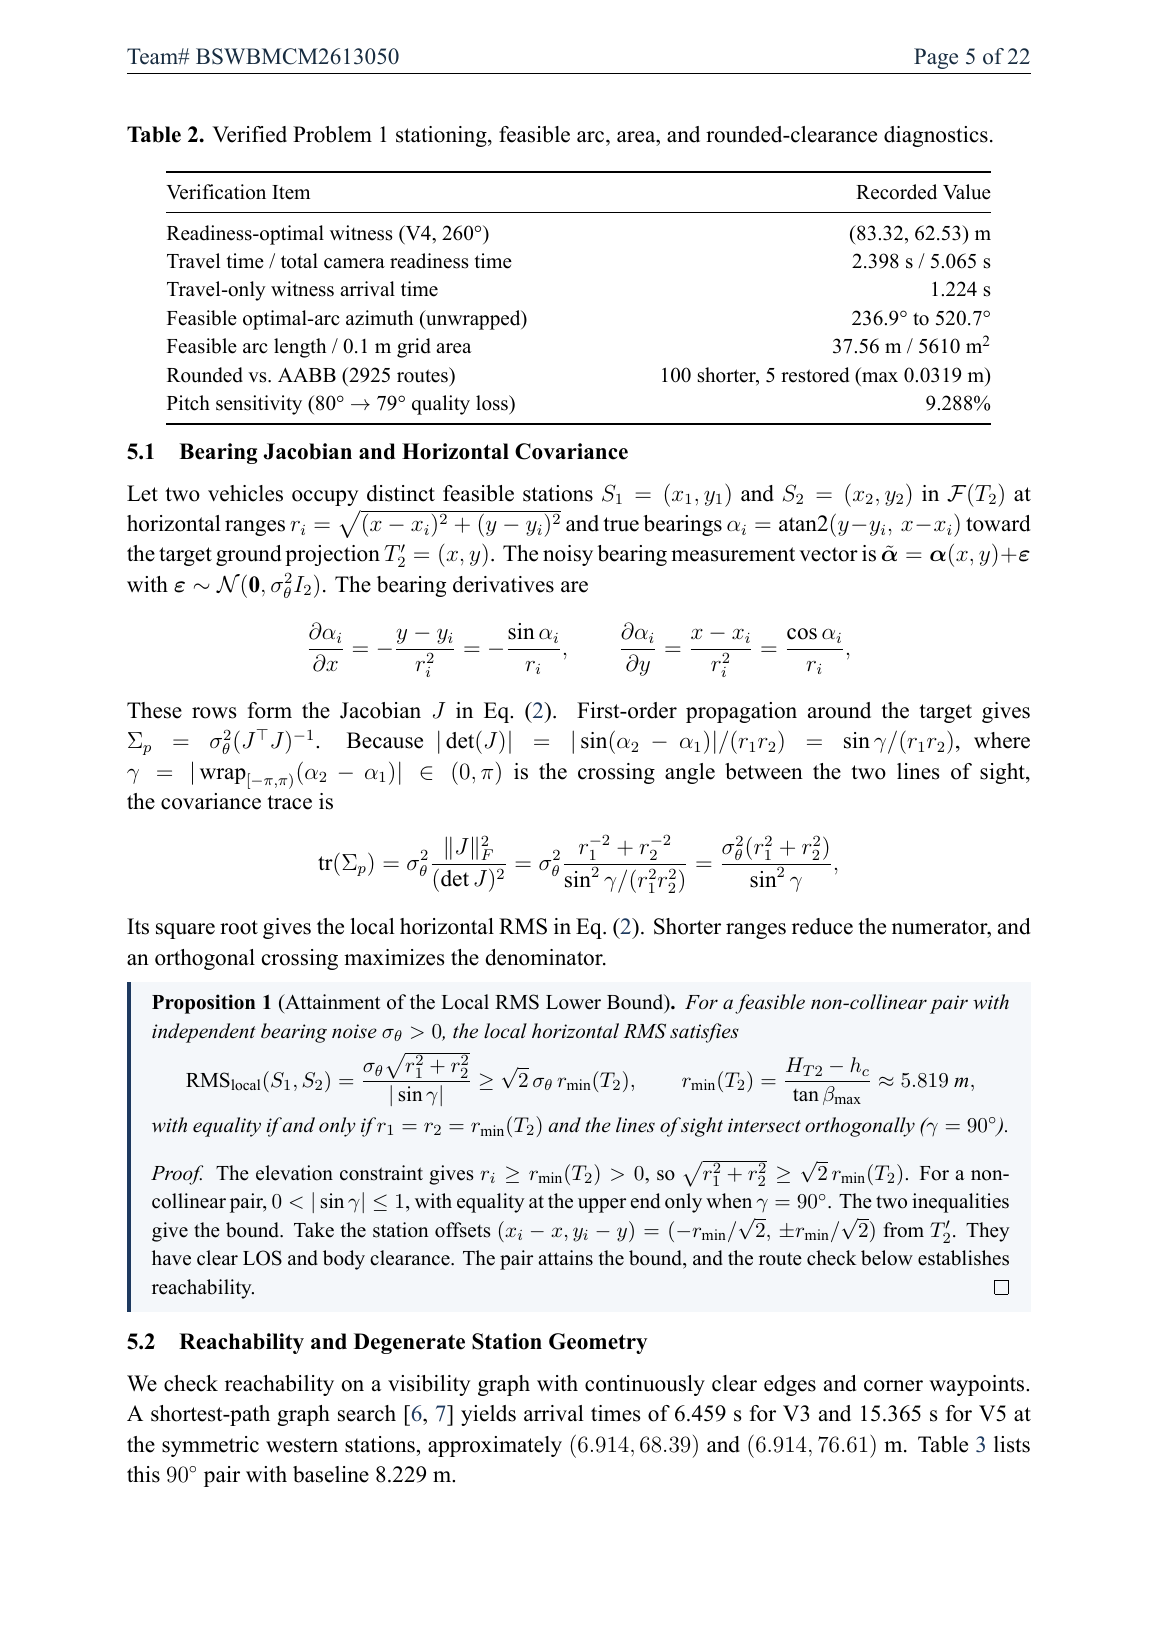 Team# BSWBMCM2613050 Page 5 of 22
Table 2. Verified Problem 1 stationing, feasible arc, area, and rounded-clearance diagnostics.
Verification Item Recorded Value
Readiness-optimal witness (V4, 260°) (83.32, 62.53) m
Travel time / total camera readiness time 2.398 s / 5.065 s
Travel-only witness arrival time 1.224 s
Feasible optimal-arc azimuth (unwrapped) 236.9° to 520.7°
Feasible arc length / 0.1 m grid area 37.56 m / 5610 m²
Rounded vs. AABB (2925 routes) 100 shorter, 5 restored (max 0.0319 m)
Pitch sensitivity (80° → 79° quality loss) 9.288%
5.1 Bearing Jacobian and Horizontal Covariance
Let two vehicles occupy distinct feasible stations S₁ = (x₁, y₁) and S₂ = (x₂, y₂) in ℱ(T₂) at
horizontal ranges rᵢ = √((x − xᵢ)² + (y − yᵢ)²) and true bearings αᵢ = atan2(y−yᵢ, x−xᵢ) toward
the target ground projection T₂′ = (x, y). The noisy bearing measurement vector is α̃ = α(x, y)+ε
with ε ∼ 𝒩(0, σ_θ² I₂). The bearing derivatives are
∂αᵢ/∂x = −(y − yᵢ)/rᵢ² = −sin αᵢ/rᵢ, ∂αᵢ/∂y = (x − xᵢ)/rᵢ² = cos αᵢ/rᵢ,
These rows form the Jacobian J in Eq. (2). First-order propagation around the target gives
Σₚ = σ_θ²(J⊤J)⁻¹. Because | det(J)| = | sin(α₂ − α₁)|/(r₁r₂) = sin γ/(r₁r₂), where
γ = | wrap_[−π,π)(α₂ − α₁)| ∈ (0, π) is the crossing angle between the two lines of sight,
the covariance trace is
tr(Σₚ) = σ_θ² ‖J‖_F²/(det J)² = σ_θ² (r₁⁻² + r₂⁻²)/(sin² γ/(r₁²r₂²)) = σ_θ²(r₁² + r₂²)/sin² γ,
Its square root gives the local horizontal RMS in Eq. (2). Shorter ranges reduce the numerator, and
an orthogonal crossing maximizes the denominator.
Proposition 1 (Attainment of the Local RMS Lower Bound). For a feasible non-collinear pair with
independent bearing noise σ_θ > 0, the local horizontal RMS satisfies
RMS_local(S₁, S₂) = σ_θ√(r₁² + r₂²)/| sin γ| ≥ √2 σ_θ r_min(T₂), r_min(T₂) = (H_T2 − h_c)/tan β_max ≈ 5.819 m,
with equality if and only if r₁ = r₂ = r_min(T₂) and the lines of sight intersect orthogonally (γ = 90°).
Proof. The elevation constraint gives rᵢ ≥ r_min(T₂) > 0, so √(r₁² + r₂²) ≥ √2 r_min(T₂). For a non-
collinear pair, 0 < | sin γ| ≤ 1, with equality at the upper end only when γ = 90°. The two inequalities
give the bound. Take the station offsets (xᵢ − x, yᵢ − y) = (−r_min/√2, ±r_min/√2) from T₂′. They
have clear LOS and body clearance. The pair attains the bound, and the route check below establishes
reachability. □
5.2 Reachability and Degenerate Station Geometry
We check reachability on a visibility graph with continuously clear edges and corner waypoints.
A shortest-path graph search [6, 7] yields arrival times of 6.459 s for V3 and 15.365 s for V5 at
the symmetric western stations, approximately (6.914, 68.39) and (6.914, 76.61) m. Table 3 lists
this 90° pair with baseline 8.229 m.